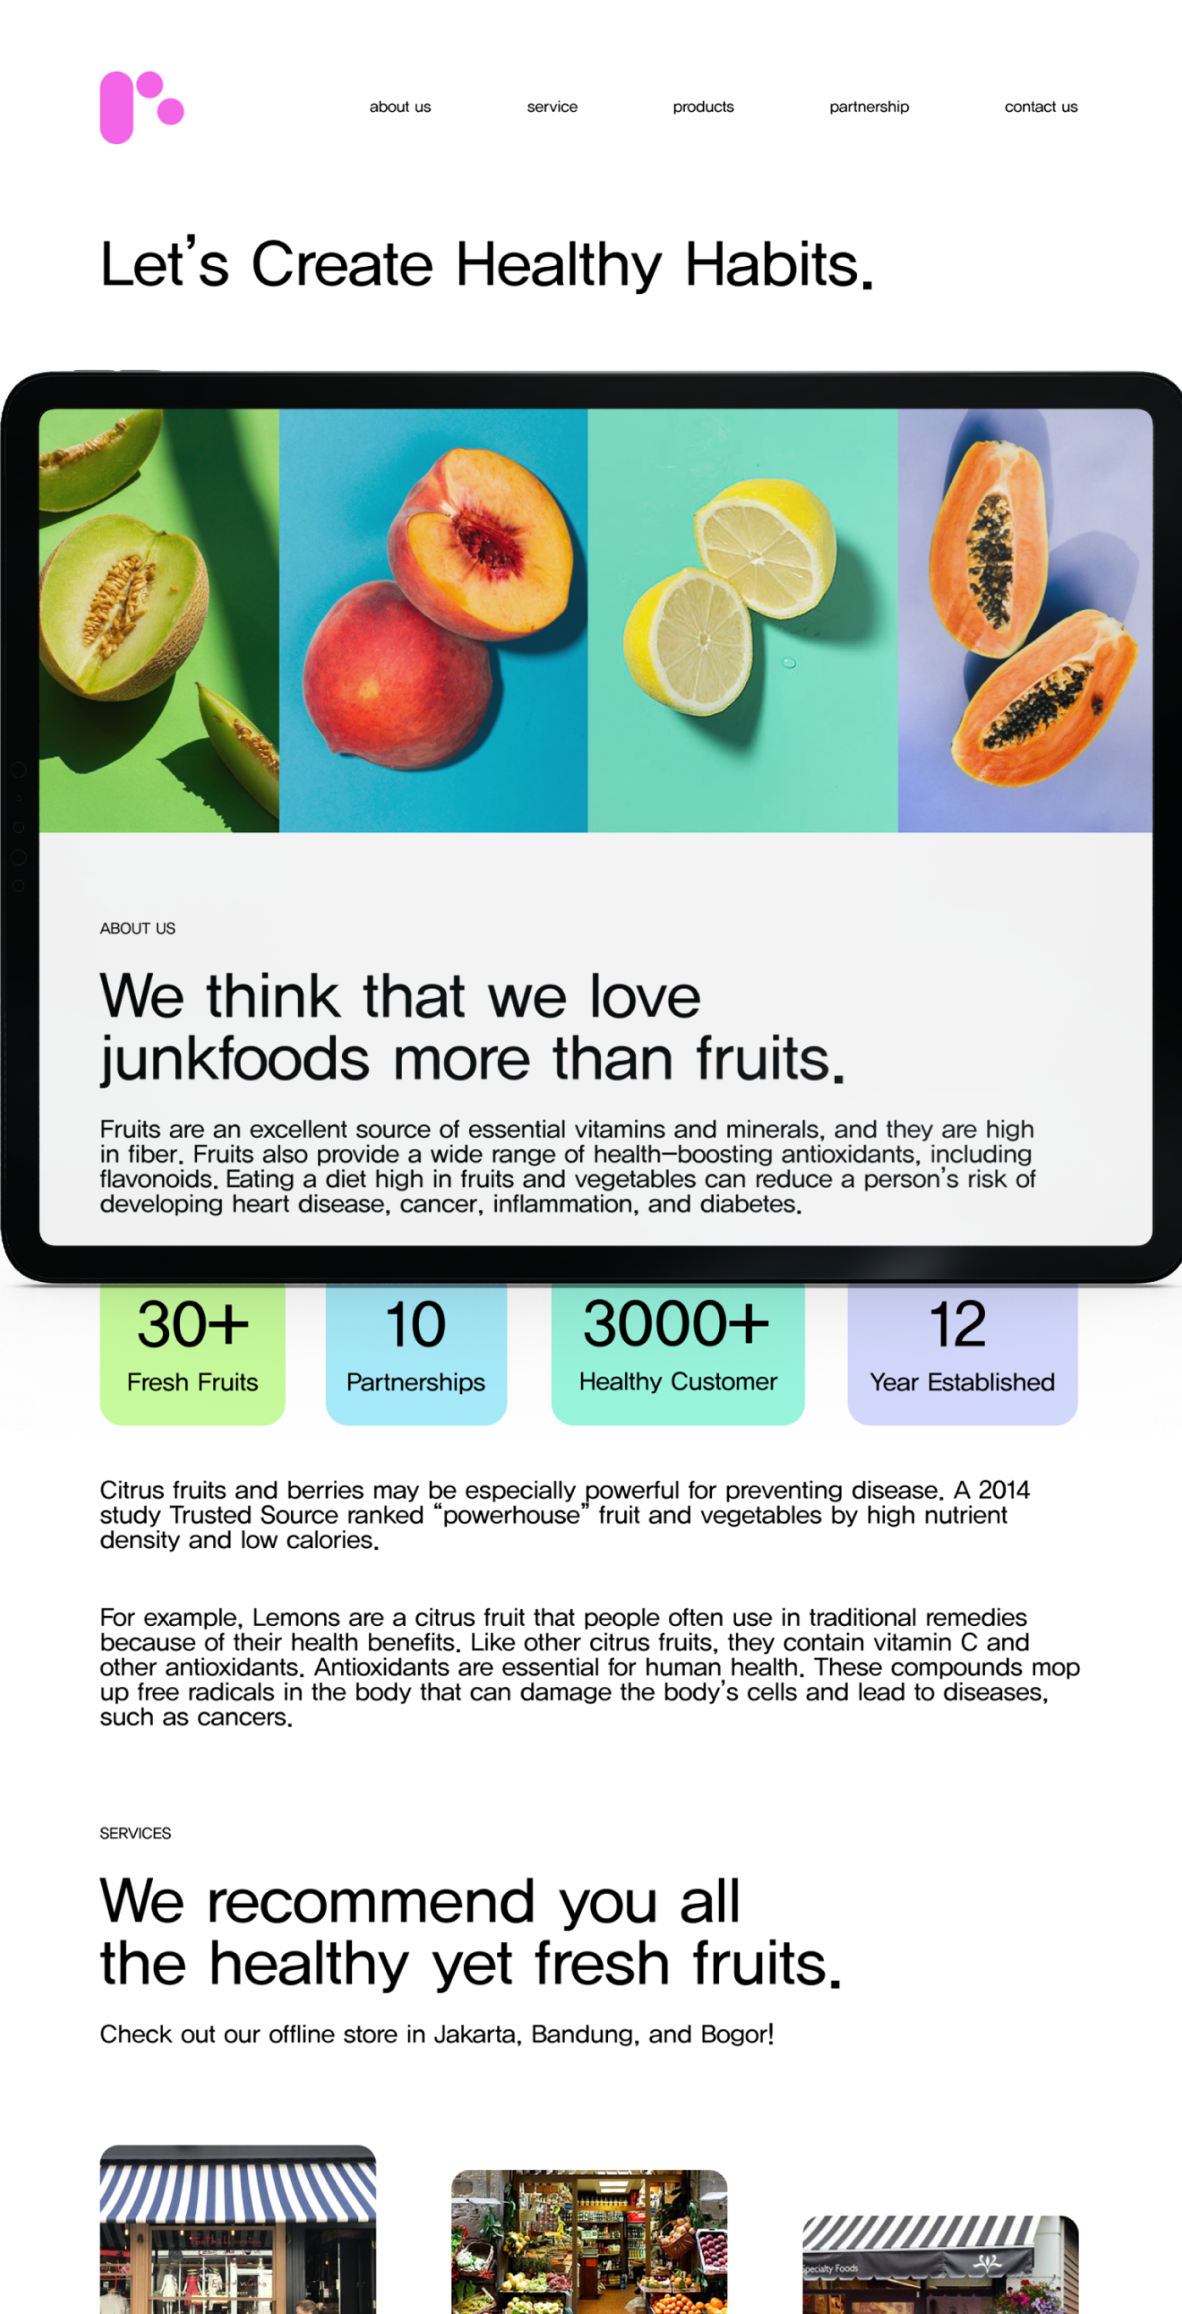 about us
service
products
partnership
contact us
Let’s Create Healthy Habits.
ABOUT US
We think that we love
junkfoods more than fruits.
Fruits are an excellent source of essential vitamins and minerals, and they are high
in fiber. Fruits also provide a wide range of health–boosting antioxidants, including
flavonoids. Eating a diet high in fruits and vegetables can reduce a person’s risk of
developing heart disease, cancer, inflammation, and diabetes.
30+
Fresh Fruits
10
Partnerships
3000+
Healthy Customer
12
Year Established
Citrus fruits and berries may be especially powerful for preventing disease. A 2014
study Trusted Source ranked “powerhouse” fruit and vegetables by high nutrient
density and low calories.
For example, Lemons are a citrus fruit that people often use in traditional remedies
because of their health benefits. Like other citrus fruits, they contain vitamin C and
other antioxidants. Antioxidants are essential for human health. These compounds mop
up free radicals in the body that can damage the body’s cells and lead to diseases,
such as cancers.
SERVICES
We recommend you all
the healthy yet fresh fruits.
Check out our offline store in Jakarta, Bandung, and Bogor!
Specialty Foods